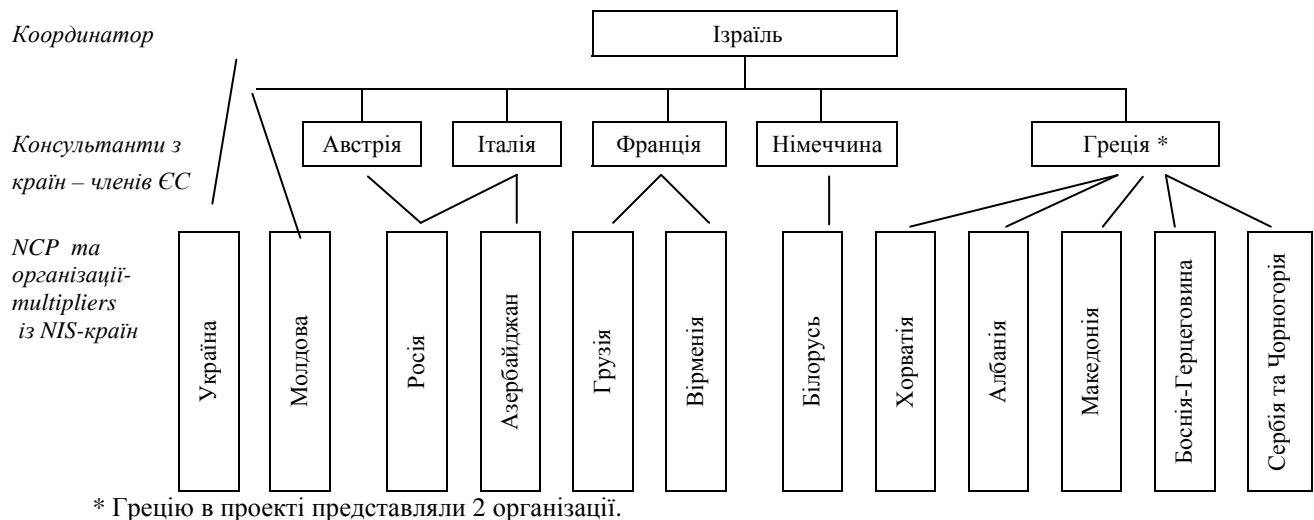 Координатор
Ізраїль
Консультанти з
країн – членів ЄС
Австрія
Італія
Франція
Німеччина
Греція *
NCP та
організації-
multipliers
із NIS-країн
Україна
Молдова
Росія
Азербайджан
Грузія
Вірменія
Білорусь
Хорватія
Албанія
Македонія
Боснія-Герцеговина
Сербія та Чорногорія
* Грецію в проекті представляли 2 організації.